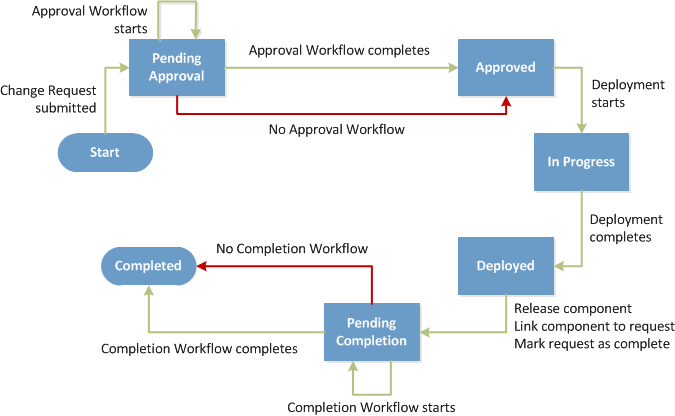 Approval Workflow
starts
Pending
Approval
Approval Workflow completes
Approved
Change Request
submitted
Deployment
starts
No Approval Workflow
Start
In Progress
Deployment
completes
No Completion Workflow
Completed
Deployed
Release component
Link component to request
Mark request as complete
Pending
Completion
Completion Workflow completes
Completion Workflow starts